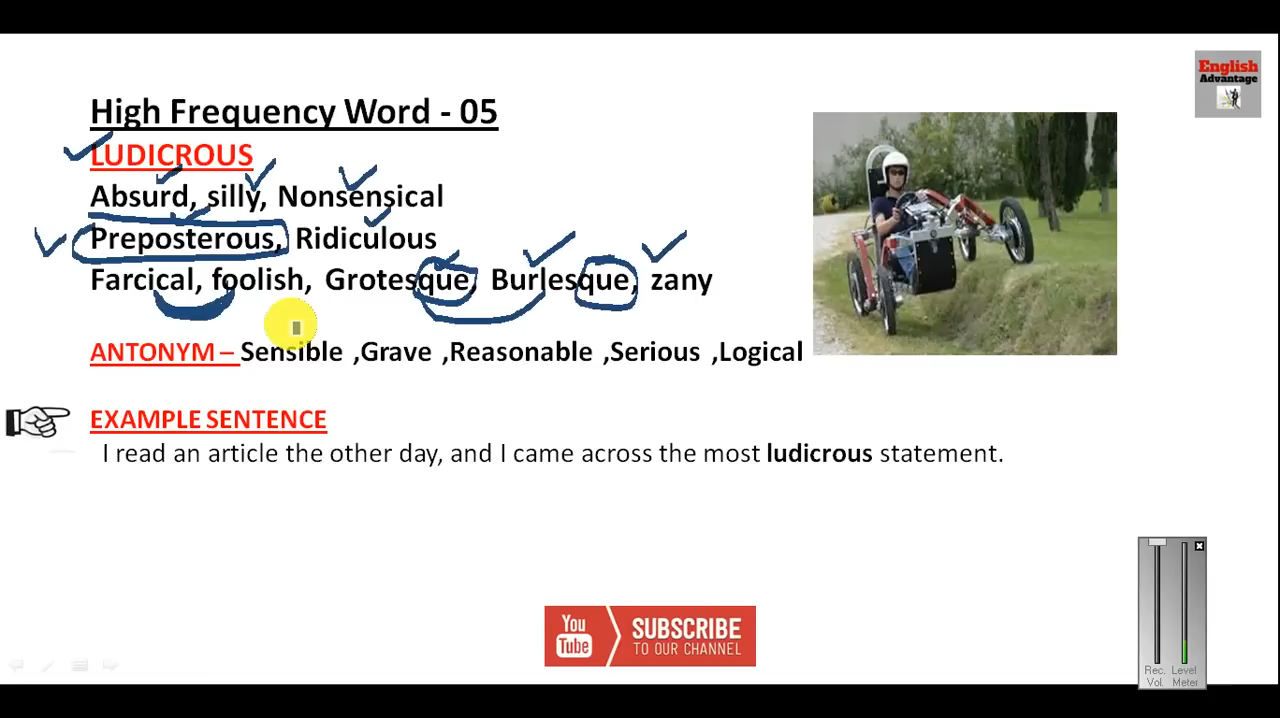 English
Advantage
High Frequency Word - 05
LUDICROUS
Absurd, silly, Nonsensical
Preposterous, Ridiculous
Farcical, foolish, Grotesque, Burlesque, zany
ANTONYM – Sensible ,Grave ,Reasonable ,Serious ,Logical
EXAMPLE SENTENCE
I read an article the other day, and I came across the most ludicrous statement.
You
Tube
SUBSCRIBE
TO OUR CHANNEL
Rec. Level
Vol. Meter